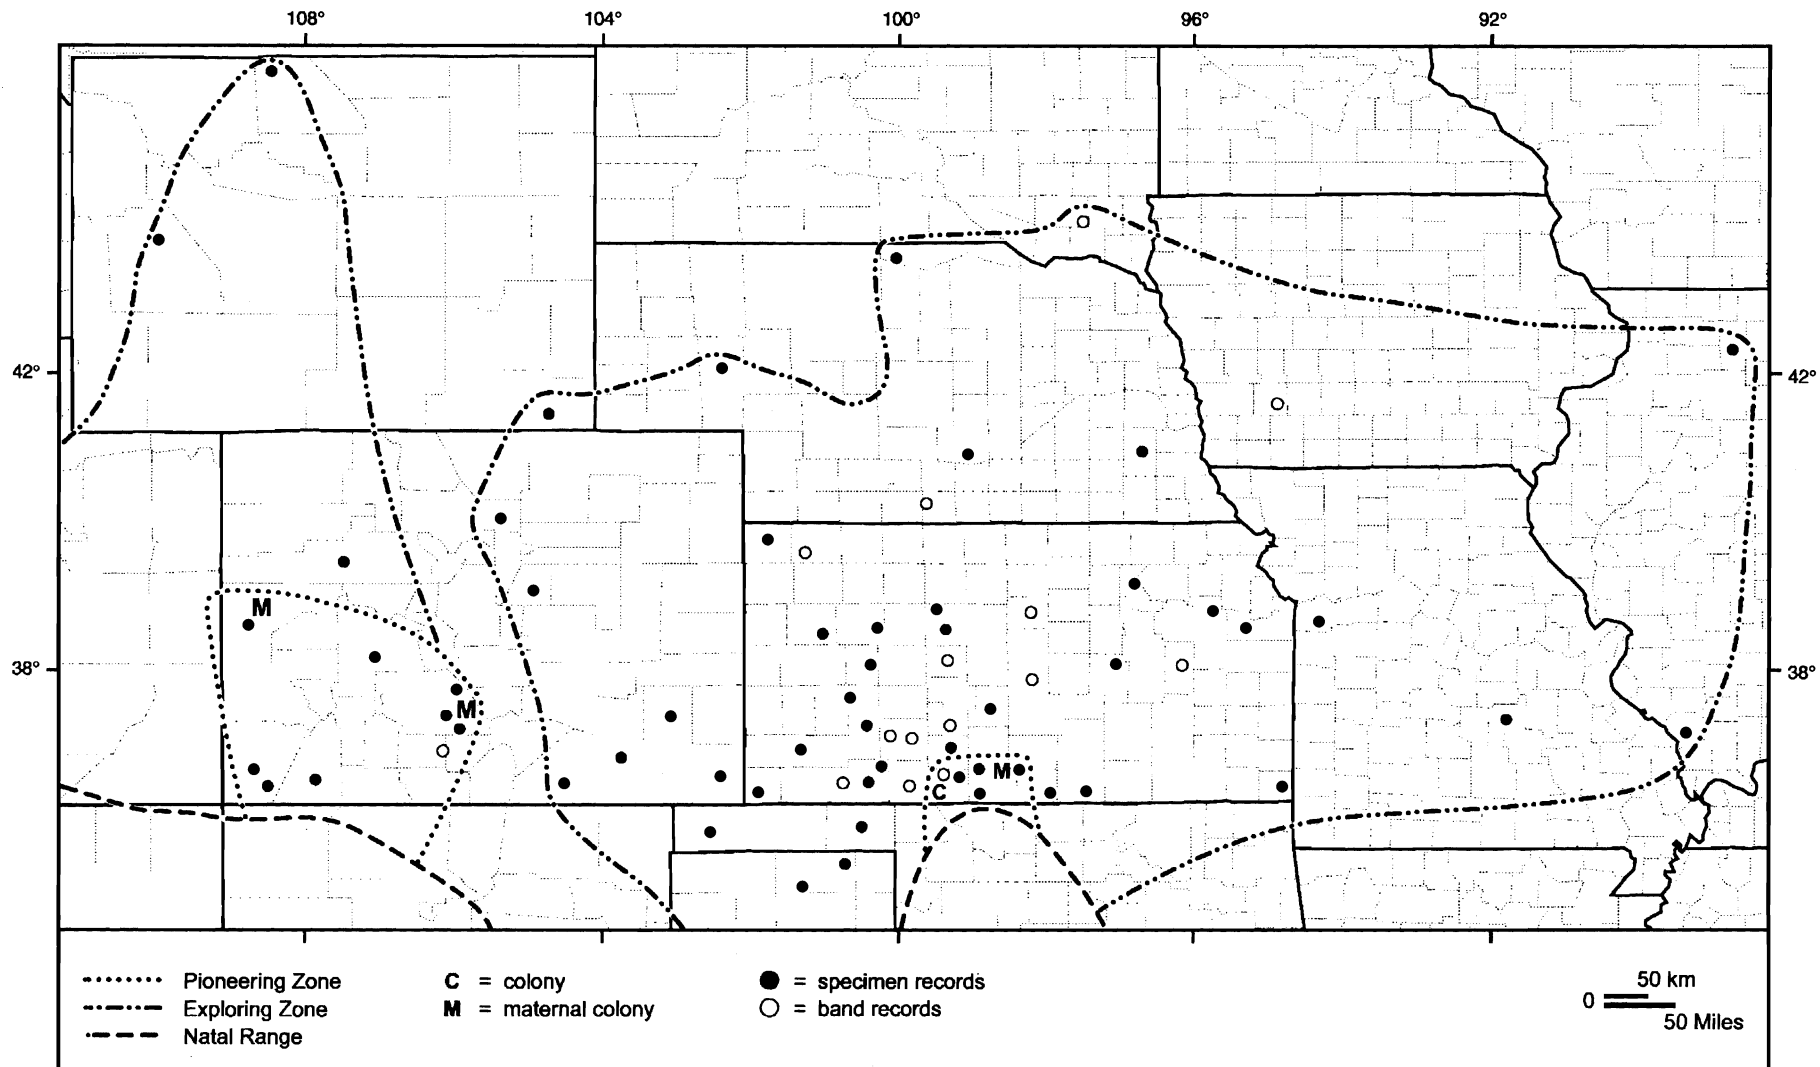 108° 104° 100° 96° 92°
42° 42°
M
38° 38°
M
M
C
Pioneering Zone C = colony = specimen records 50 km
Exploring Zone M = maternal colony = band records 0
50 Miles
Natal Range